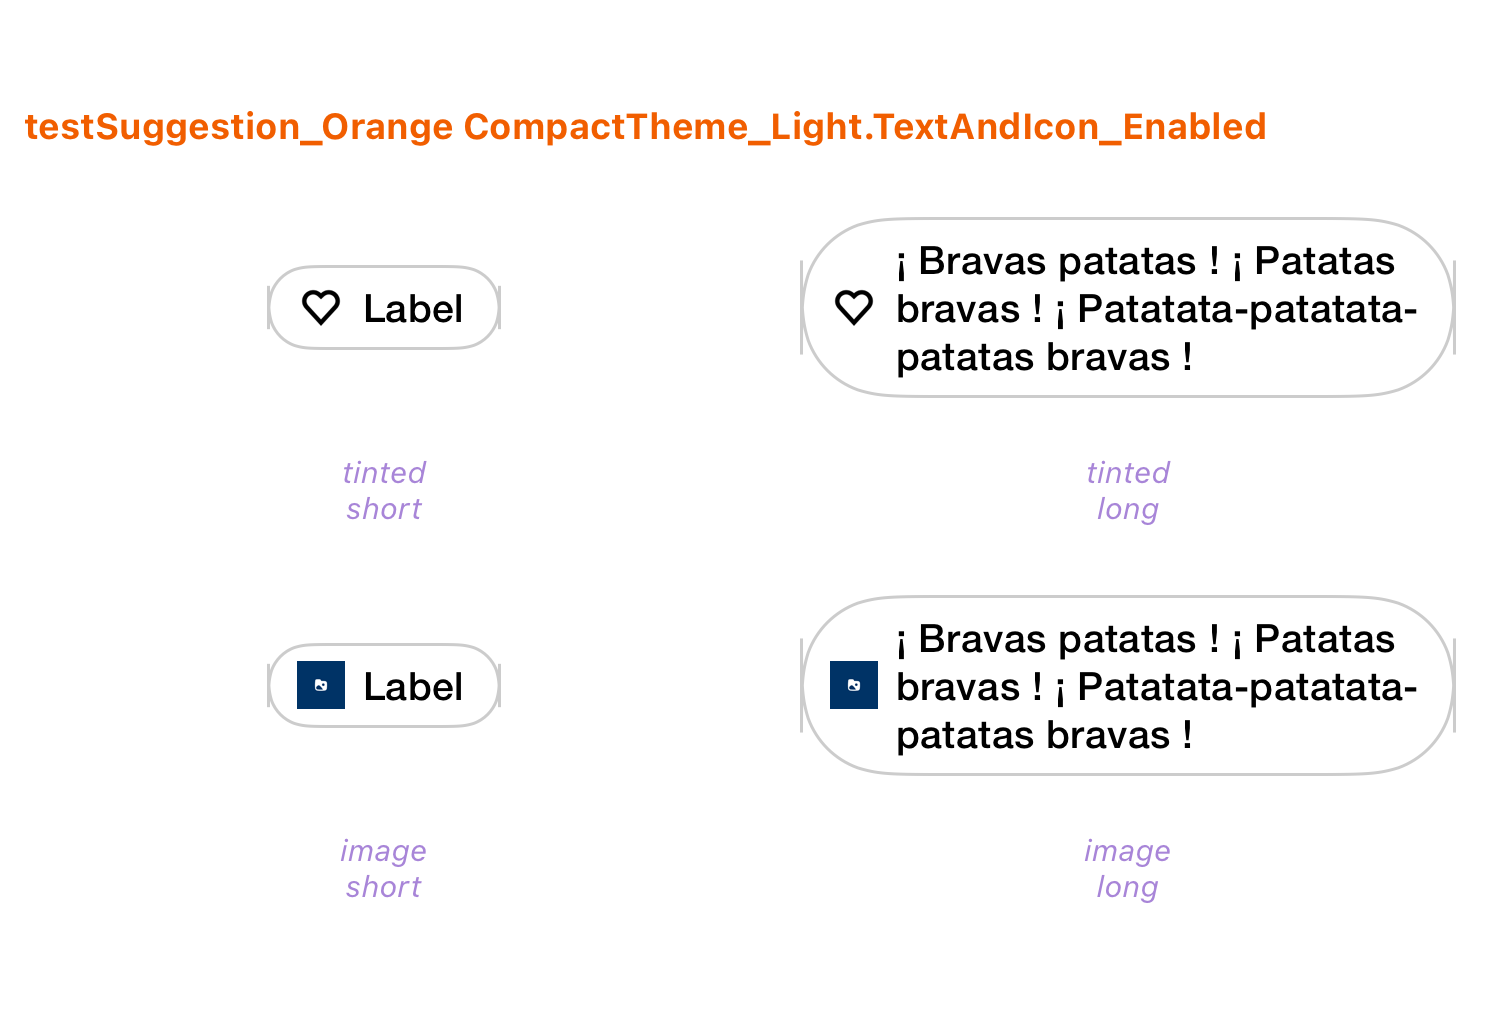 testSuggestion_Orange CompactTheme_Light.TextAndIcon_Enabled
Label
¡ Bravas patatas ! ¡ Patatas
bravas ! ¡ Patatata-patatata-
patatas bravas !
tinted
short
tinted
long
Label
¡ Bravas patatas ! ¡ Patatas
bravas ! ¡ Patatata-patatata-
patatas bravas !
image
short
image
long